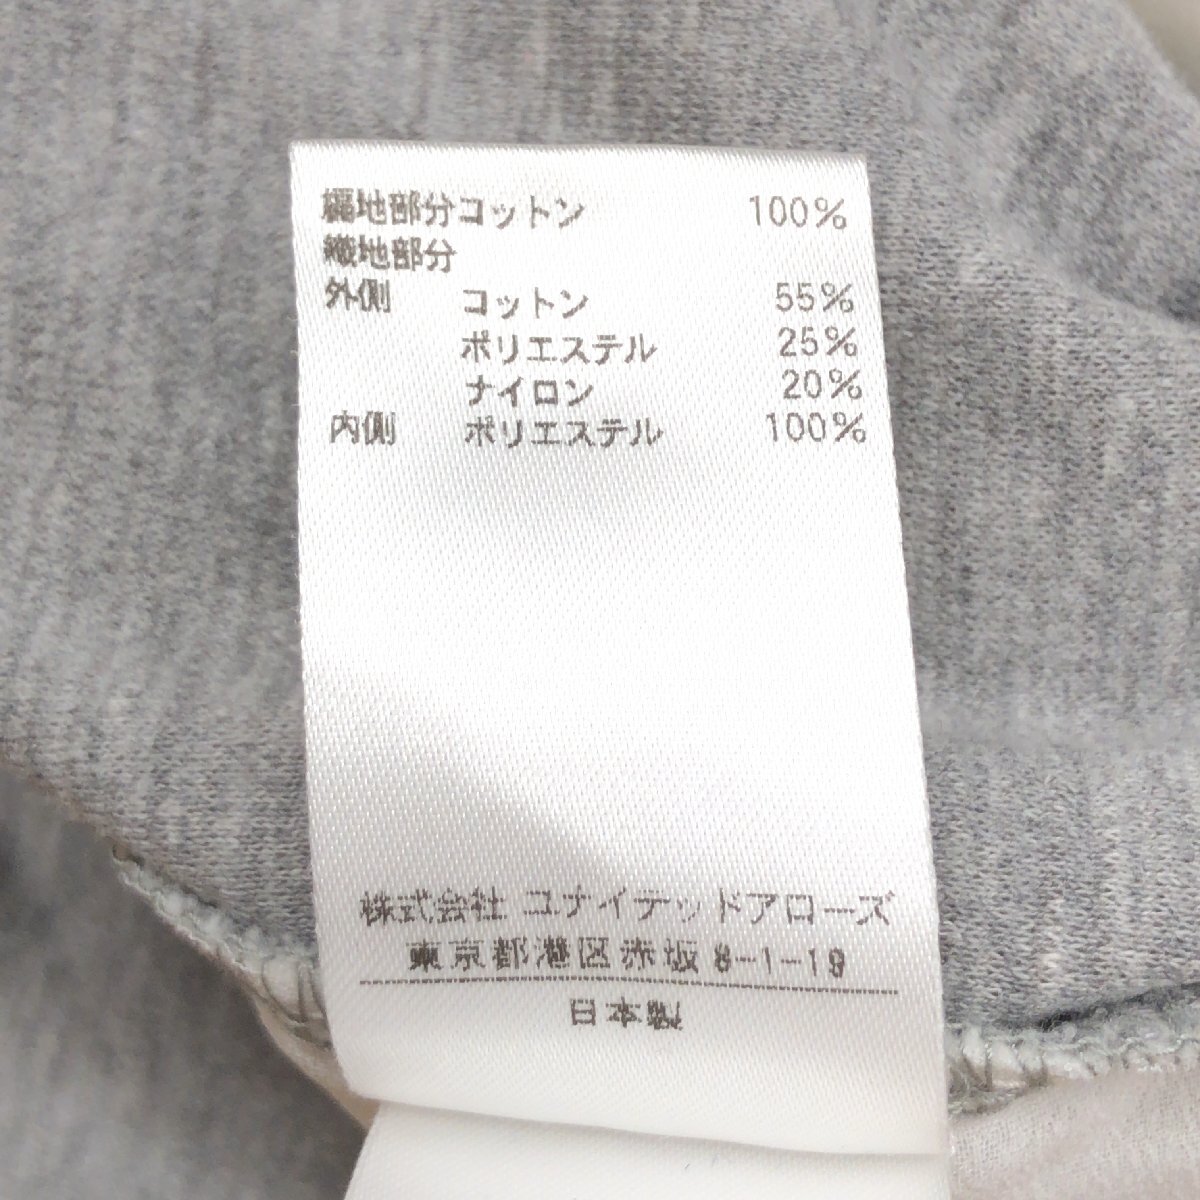 編地部分コットン 100%
織地部分
外側 コットン 55%
ポリエステル 25%
ナイロン 20%
内側 ポリエステル 100%
株式会社 ユナイテッドアローズ
東京都港区赤坂 8-1-19
日本製